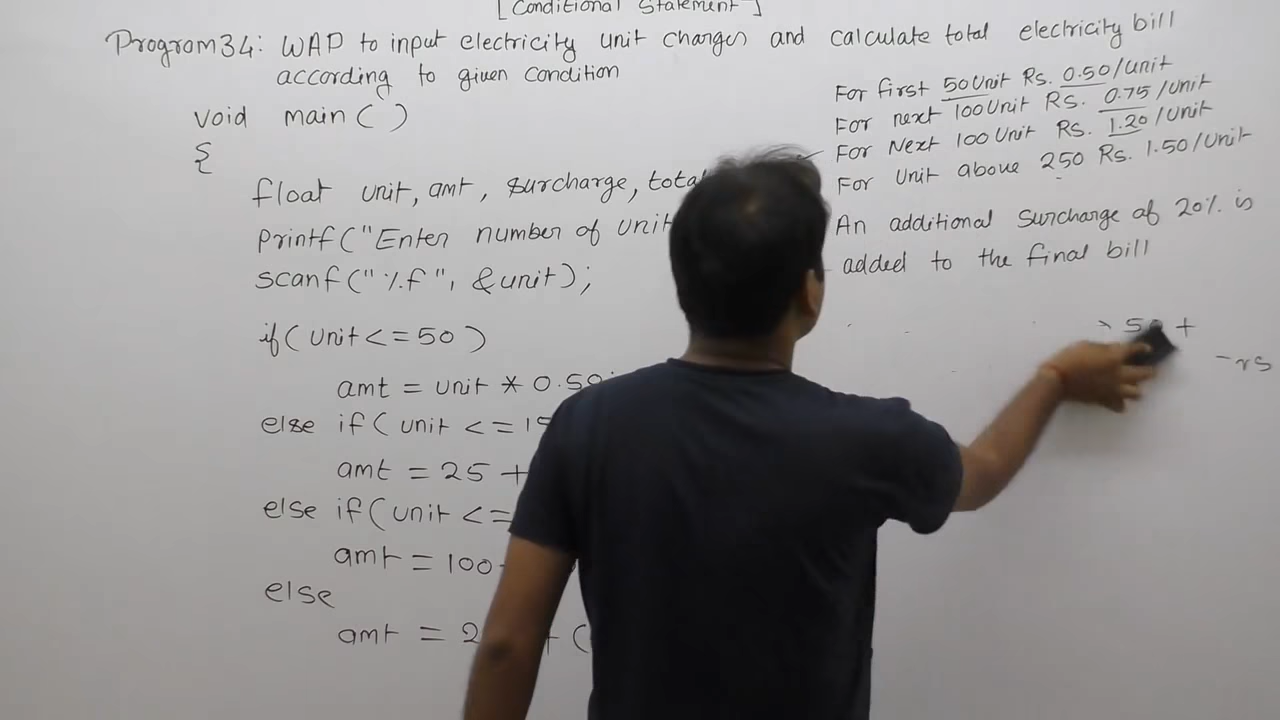 [Conditional Statement]
Program34: WAP to input electricity unit charges and calculate total electricity bill
according to given condition
void main( )
{
float unit, amt, surcharge, total
printf("Enter number of unit
scanf("%f", &unit);
if( unit <= 50 )
amt = unit * 0.50
else if( unit <= 15
amt = 25 +
else if( unit <=
amt = 100
else
amt = 2 + (
For first 50 Unit Rs. 0.50/unit
For next 100 Unit Rs. 0.75/unit
For Next 100 Unit Rs. 1.20/unit
For Unit above 250 Rs. 1.50/unit
An additional surcharge of 20% is
added to the final bill
50 +
- rs